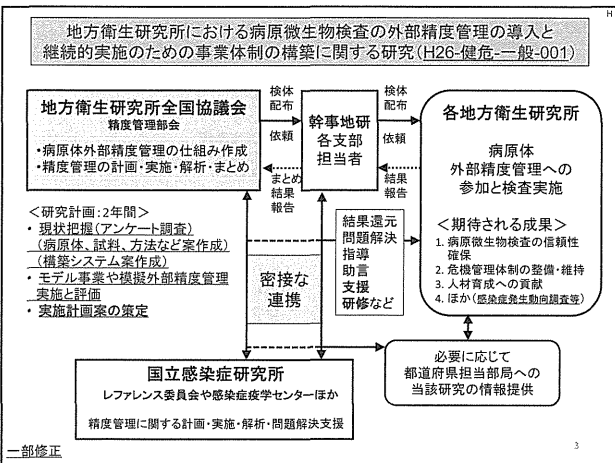 地方衛生研究所における病原微生物検査の外部精度管理の導入と
継続的実施のための事業体制の構築に関する研究(H26-健危-一般-001)
H
地方衛生研究所全国協議会
精度管理部会
・病原体外部精度管理の仕組み作成
・精度管理の計画・実施・解析・まとめ
検体
配布
依頼
まとめ
結果
報告
幹事地研
各支部
担当者
検体
配布
依頼
結果
報告
各地方衛生研究所
病原体
外部精度管理への
参加と検査実施
<期待される成果>
1. 病原微生物検査の信頼性
確保
2. 危機管理体制の整備・維持
3. 人材育成への貢献
4. ほか(感染症発生動向調査等)
<研究計画:2年間>
・ 現状把握(アンケート調査)
(病原体、試料、方法など案作成)
(構築システム案作成)
・ モデル事業や模擬外部精度管理
実施と評価
・ 実施計画案の策定
密接な
連携
結果還元
問題解決
指導
助言
支援
研修など
国立感染症研究所
レファレンス委員会や感染症疫学センターほか
精度管理に関する計画・実施・解析・問題解決支援
必要に応じて
都道府県担当部局への
当該研究の情報提供
一部修正
3